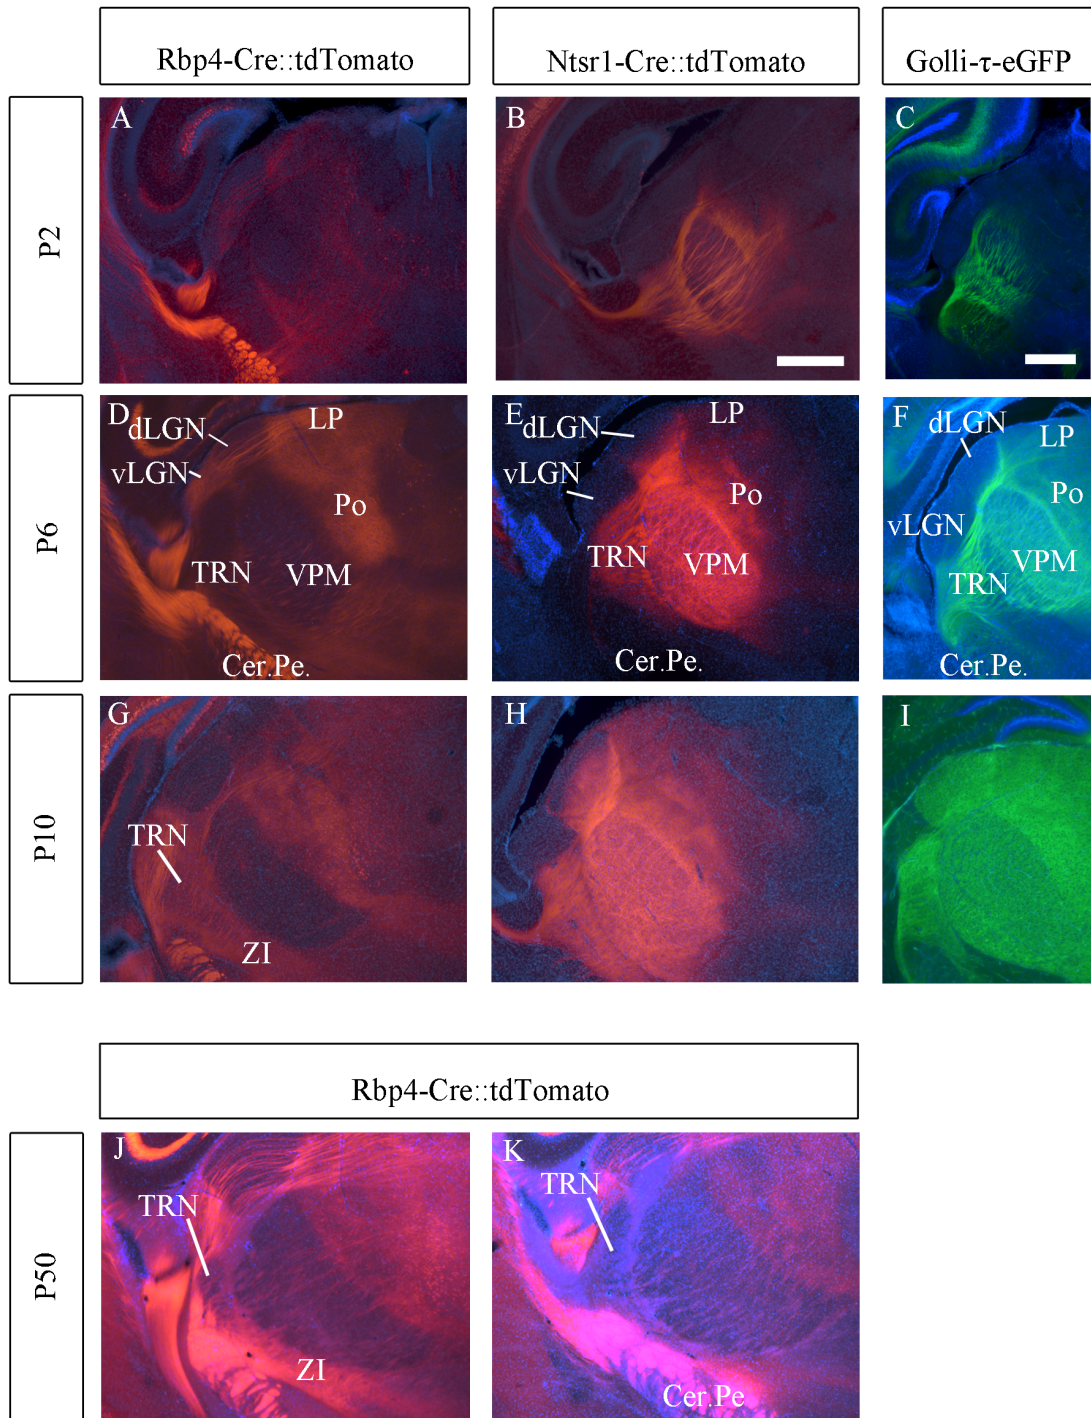 Rbp4-Cre::tdTomato
Ntsr1-Cre::tdTomato
Golli-τ-eGFP
P2
A
B
C
P6
D
dLGN
LP
vLGN
Po
TRN
VPM
Cer.Pe.
E
dLGN
LP
vLGN
Po
TRN
VPM
Cer.Pe.
F
dLGN
LP
Po
vLGN
VPM
TRN
Cer.Pe.
P10
G
TRN
ZI
H
I
Rbp4-Cre::tdTomato
P50
J
TRN
ZI
K
TRN
Cer.Pe